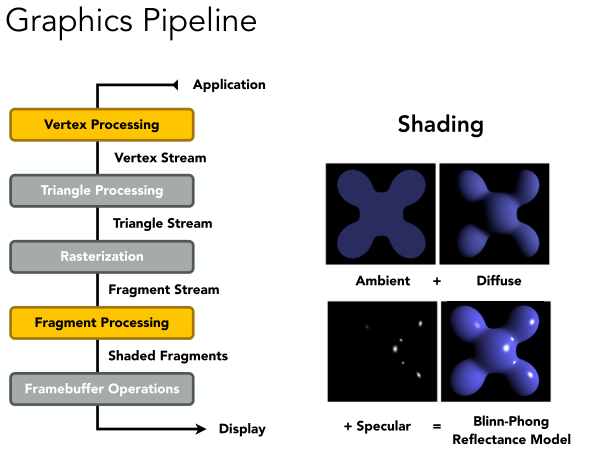 Graphics Pipeline
Application
Vertex Processing
Vertex Stream
Triangle Processing
Triangle Stream
Rasterization
Fragment Stream
Fragment Processing
Shaded Fragments
Framebuffer Operations
Display
Shading
Ambient + Diffuse
+ Specular = Blinn-Phong
Reflectance Model